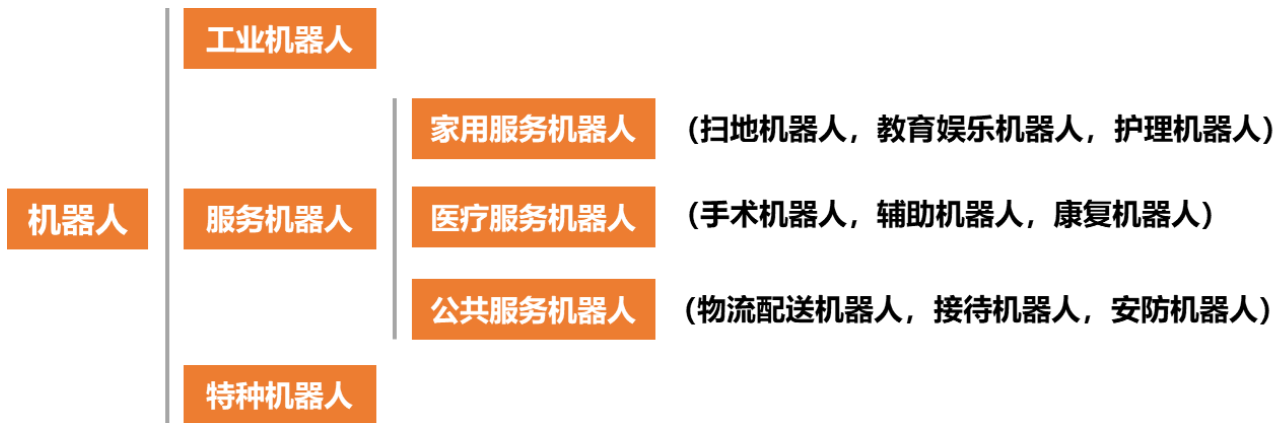 工业机器人
家用服务机器人 (扫地机器人，教育娱乐机器人，护理机器人)
机器人 服务机器人 医疗服务机器人 (手术机器人，辅助机器人，康复机器人)
公共服务机器人 (物流配送机器人，接待机器人，安防机器人)
特种机器人